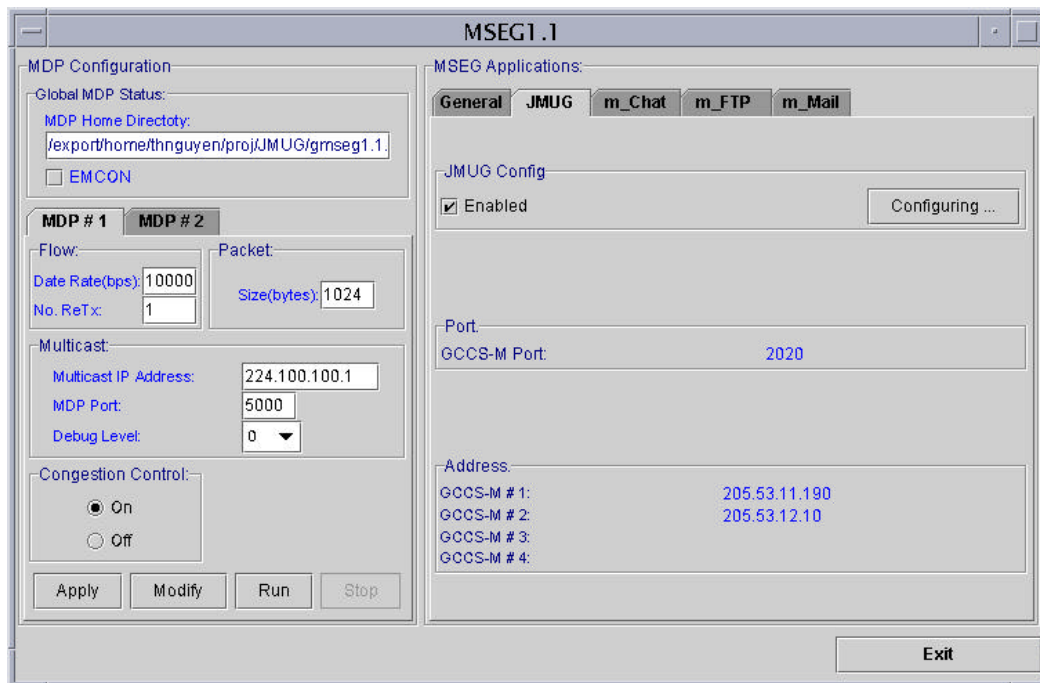 MSEG1.1
MDP Configuration
Global MDP Status:
MDP Home Directoty:
/export/home/thnguyen/proj/JMUG/gmseg1.1.
EMCON
MDP # 1 MDP # 2
Flow:
Date Rate(bps): 10000
No. ReTx: 1
Packet:
Size(bytes): 1024
Multicast:
Multicast IP Address: 224.100.100.1
MDP Port: 5000
Debug Level: 0
Congestion Control:
On
Off
Apply Modify Run Stop
MSEG Applications:
General JMUG m_Chat m_FTP m_Mail
JMUG Config
Enabled Configuring ...
Port.
GCCS-M Port: 2020
Address.
GCCS-M # 1: 205.53.11.190
GCCS-M # 2: 205.53.12.10
GCCS-M # 3:
GCCS-M # 4:
Exit